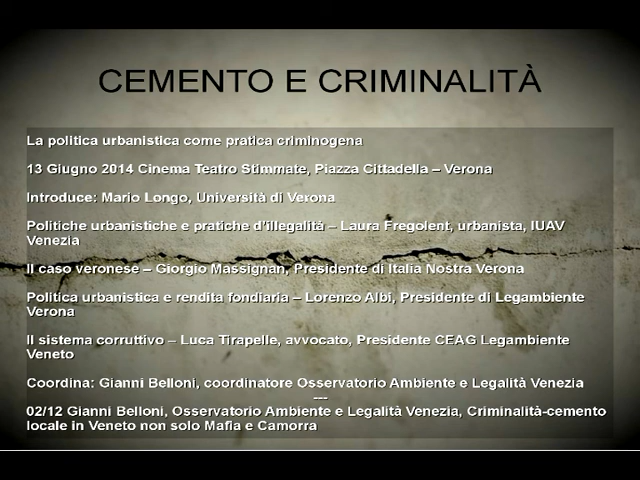 CEMENTO E CRIMINALITÀ
La politica urbanistica come pratica criminogena
13 Giugno 2014 Cinema Teatro Stimmate, Piazza Cittadella – Verona
Introduce: Mario Longo, Università di Verona
Politiche urbanistiche e pratiche d'illegalità – Laura Fregolent, urbanista, IUAV
Venezia
Il caso veronese – Giorgio Massignan, Presidente di Italia Nostra Verona
Politica urbanistica e rendita fondiaria – Lorenzo Albi, Presidente di Legambiente
Verona
Il sistema corruttivo – Luca Tirapelle, avvocato, Presidente CEAG Legambiente
Veneto
Coordina: Gianni Belloni, coordinatore Osservatorio Ambiente e Legalità Venezia
---
02/12 Gianni Belloni, Osservatorio Ambiente e Legalità Venezia, Criminalità-cemento
locale in Veneto non solo Mafia e Camorra